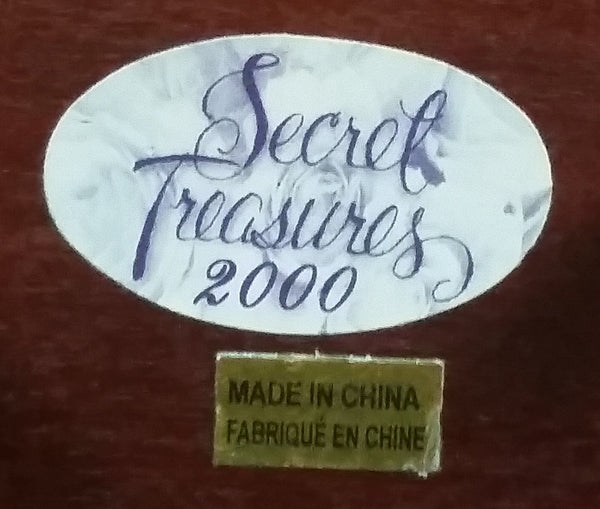 Secret
Treasures
2000
MADE IN CHINA
FABRIQUÉ EN CHINE